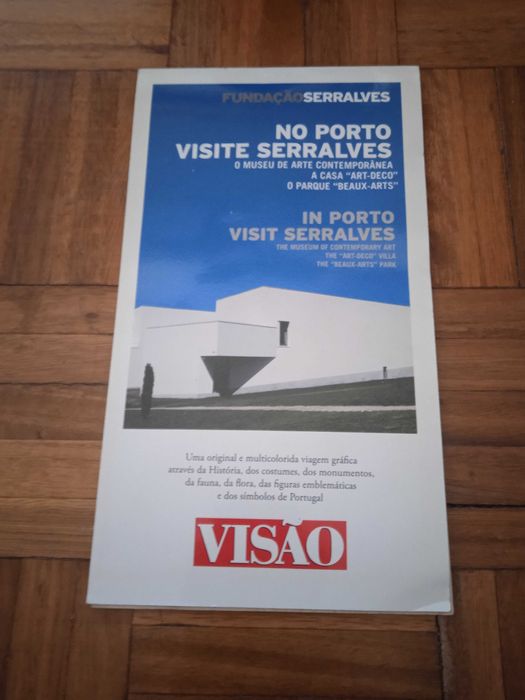 FUNDAÇÃOSERRALVES
NO PORTO
VISITE SERRALVES
O MUSEU DE ARTE CONTEMPORÂNEA
A CASA "ART-DECO"
O PARQUE "BEAUX-ARTS"
IN PORTO
VISIT SERRALVES
THE MUSEUM OF CONTEMPORARY ART
THE "ART-DECO" VILLA
THE "BEAUX-ARTS" PARK
Uma original e multicolorida viagem gráfica
através da História, dos costumes, dos monumentos,
da fauna, da flora, das figuras emblemáticas
e dos símbolos de Portugal
VISÃO